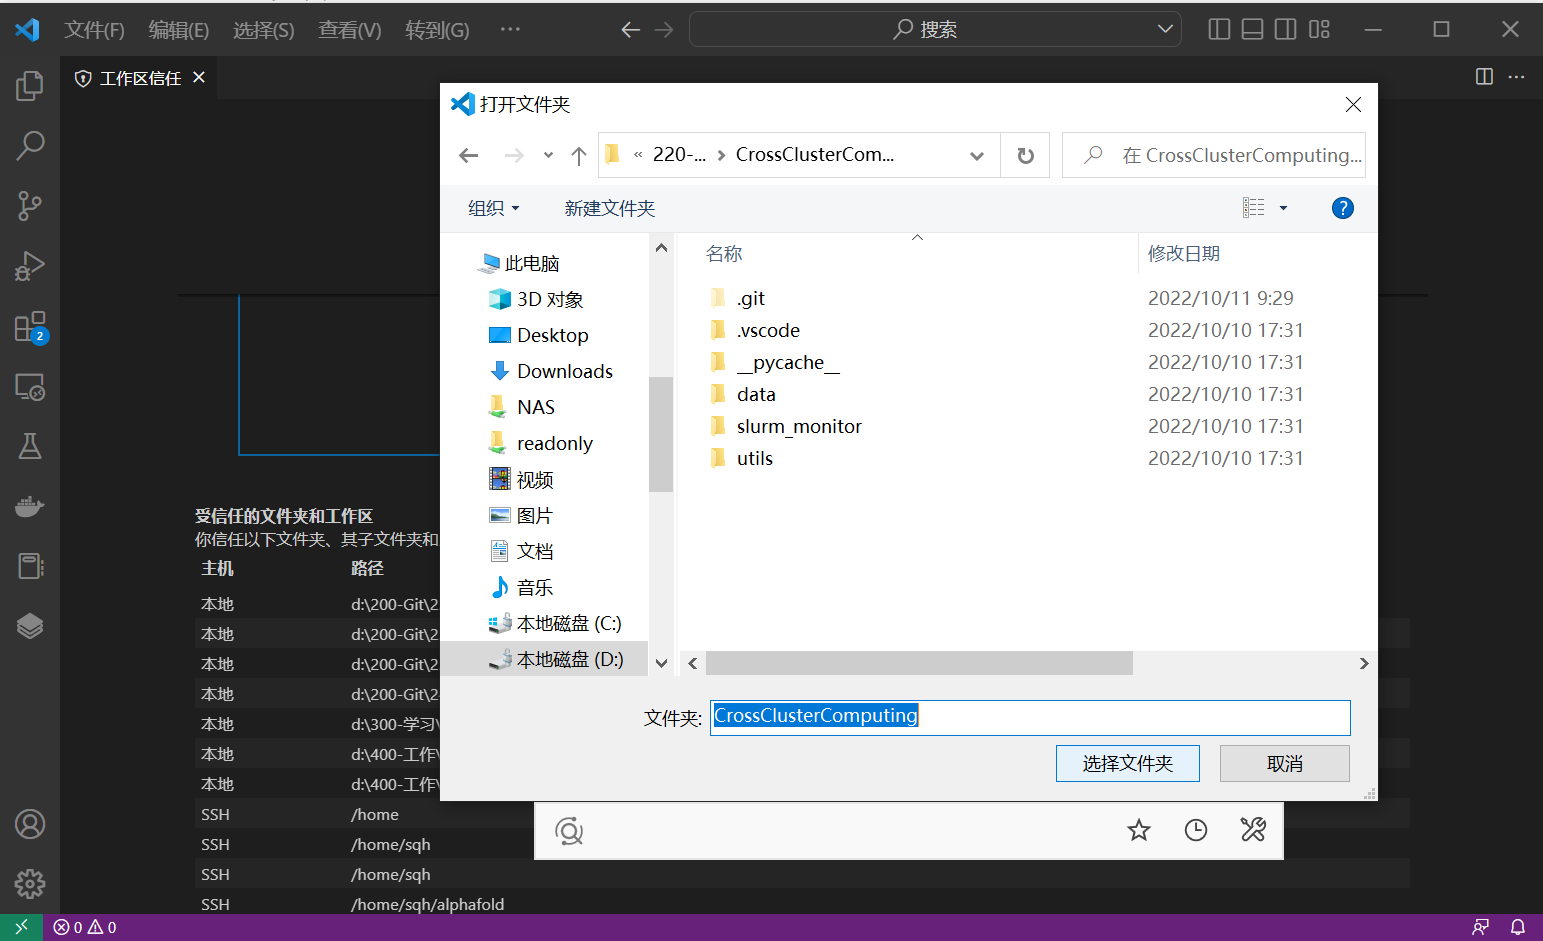 文件(F) 编辑(E) 选择(S) 查看(V) 转到(G) ··· 搜索
工作区信任
打开文件夹
« 220-... › CrossClusterCom...
在 CrossClusterComputing...
组织 新建文件夹
名称 修改日期
此电脑
3D 对象
Desktop
Downloads
NAS
readonly
视频
图片
文档
音乐
本地磁盘 (C:)
本地磁盘 (D:)
.git 2022/10/11 9:29
.vscode 2022/10/10 17:31
__pycache__ 2022/10/10 17:31
data 2022/10/10 17:31
slurm_monitor 2022/10/10 17:31
utils 2022/10/10 17:31
文件夹: CrossClusterComputing
选择文件夹 取消
2
受信任的文件夹和工作区
你信任以下文件夹、其子文件夹和
主机 路径
本地 d:\200-Git\2
本地 d:\200-Git\2
本地 d:\200-Git\2
本地 d:\200-Git\2
本地 d:\300-学习\
本地 d:\400-工作\
本地 d:\400-工作\
SSH /home
SSH /home/sqh
SSH /home/sqh
SSH /home/sqh/alphafold
0 0